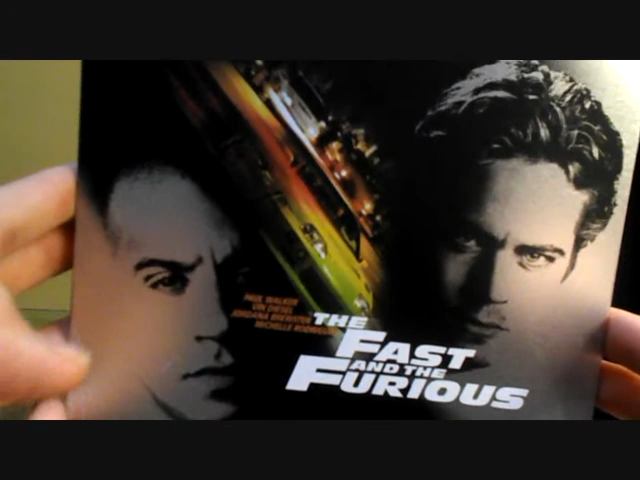 PAUL WALKER
VIN DIESEL
JORDANA BREWSTER
MICHELLE RODRIGUEZ
THE
FAST
AND THE
FURIOUS